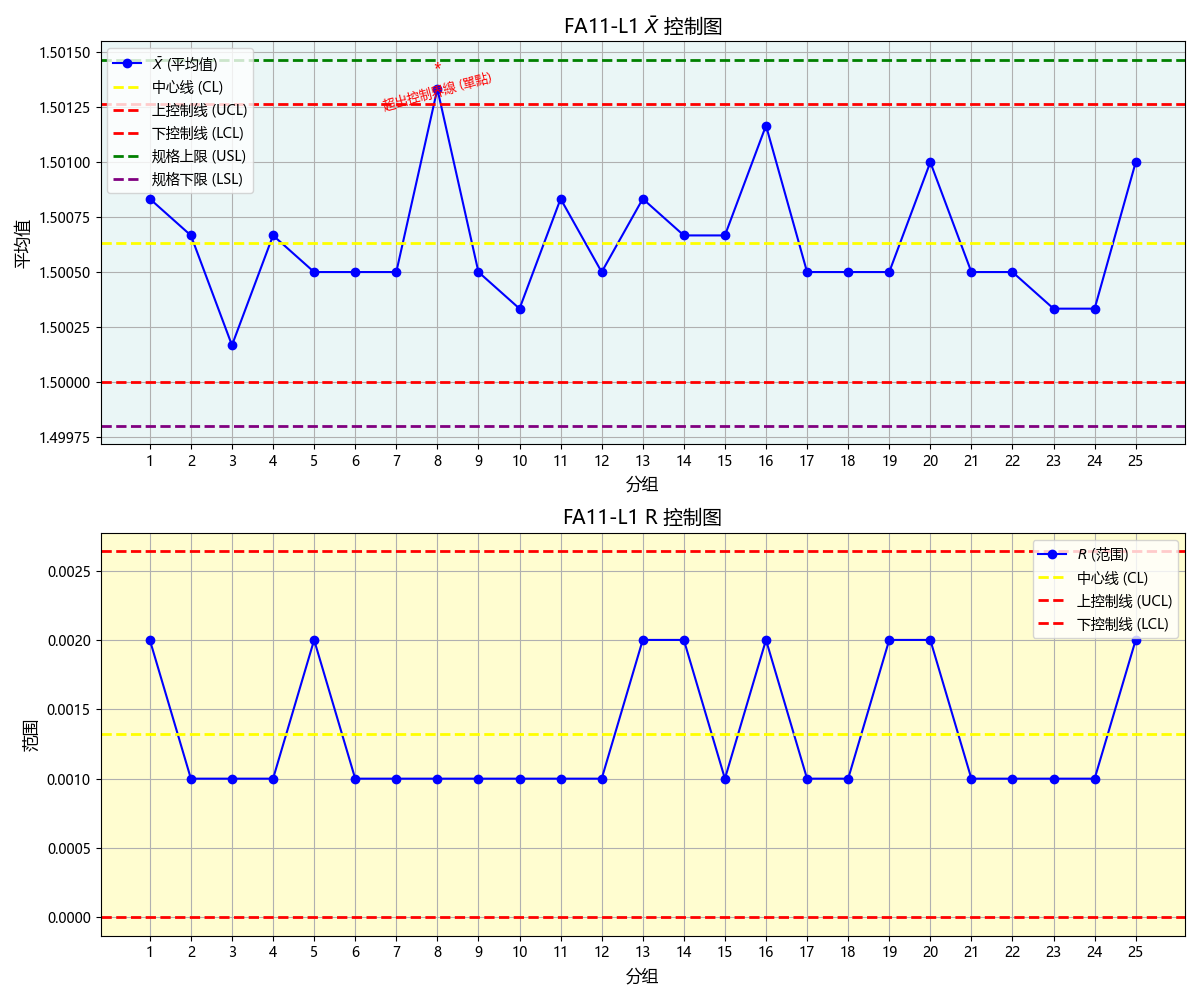 FA11-L1 X̄ 控制图
1.50150
1.50125
1.50100
1.50075
1.50050
1.50025
1.50000
1.49975
平均值
X̄ (平均值)
中心线 (CL)
上控制线 (UCL)
下控制线 (LCL)
规格上限 (USL)
规格下限 (LSL)
*
超出控制界線 (單點)
1 2 3 4 5 6 7 8 9 10 11 12 13 14 15 16 17 18 19 20 21 22 23 24 25
分组
FA11-L1 R 控制图
0.0025
0.0020
0.0015
0.0010
0.0005
0.0000
范围
R (范围)
中心线 (CL)
上控制线 (UCL)
下控制线 (LCL)
1 2 3 4 5 6 7 8 9 10 11 12 13 14 15 16 17 18 19 20 21 22 23 24 25
分组